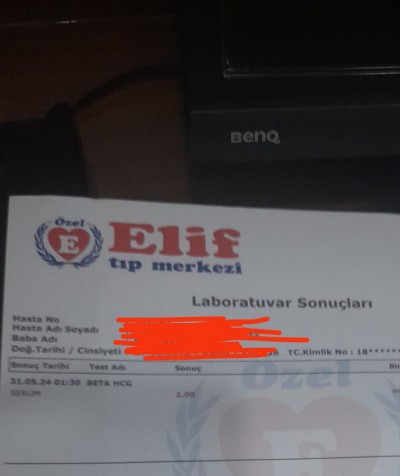 BenQ
Özel
E
Elif
tıp merkezi
Laboratuvar Sonuçları
Hasta No
Hasta Adı Soyadı
Baba Adı
Doğ.Tarihi / Cinsiyeti TC.Kimlik No : 18******
Sonuç Tarihi Test Adı Sonuç Bir
31.05.24 01:30 BETA HCG 2,00
SERUM
Özel
E